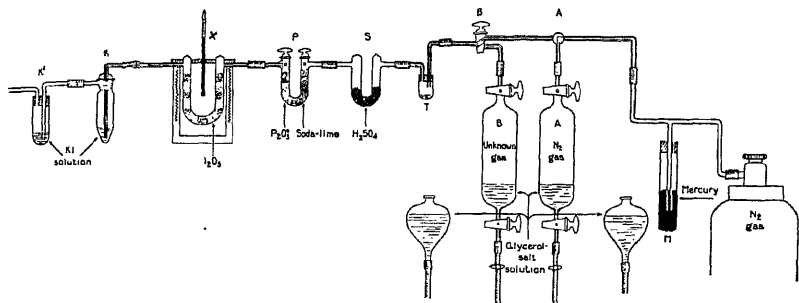 B A
X P S
K
K'
T
KI
solution
I₂O₅
P₂O₅ Soda-lime H₂SO₄
B
Unknown
gas
A
N₂
gas
Glycerol-
salt
solution
Mercury
M
N₂
gas